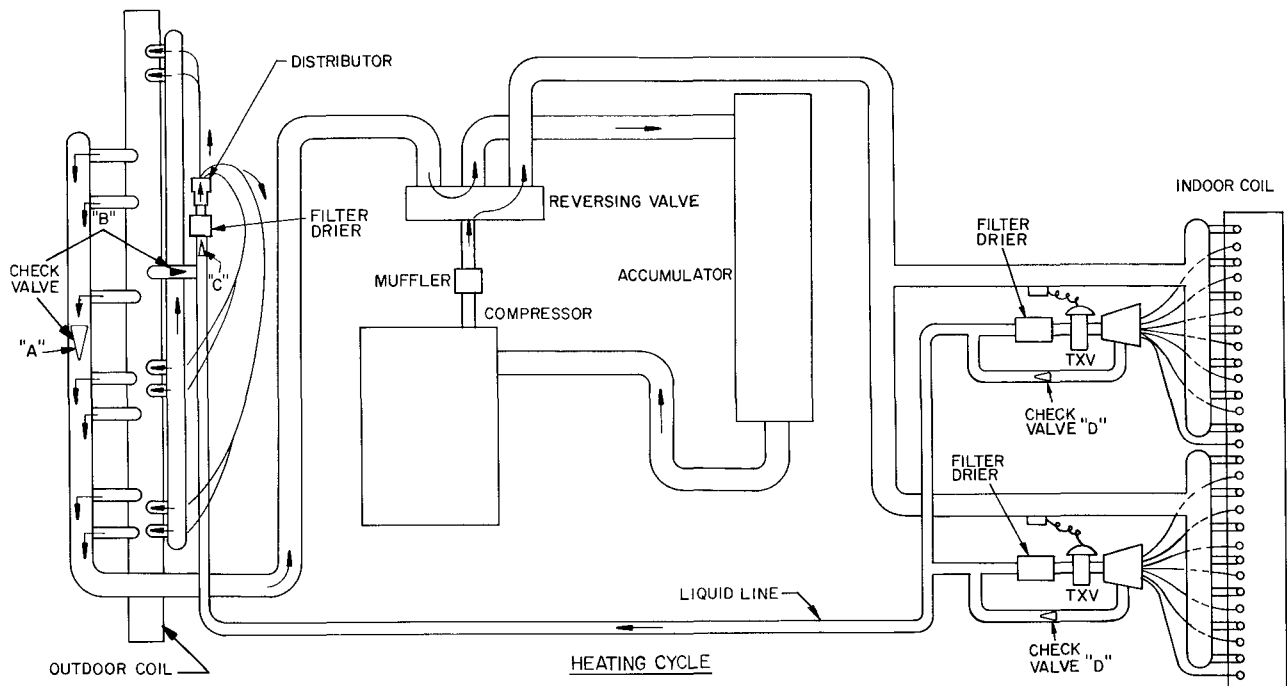 DISTRIBUTOR
REVERSING VALVE
INDOOR COIL
FILTER
DRIER
"B"
CHECK
VALVE
"A"
"C"
MUFFLER
COMPRESSOR
ACCUMULATOR
FILTER
DRIER
TXV
CHECK
VALVE "D"
FILTER
DRIER
TXV
CHECK
VALVE "D"
LIQUID LINE
OUTDOOR COIL
HEATING CYCLE